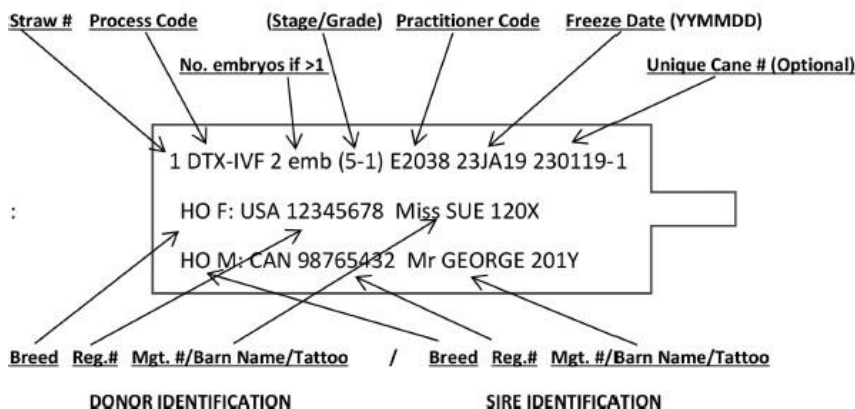 Straw # Process Code (Stage/Grade) Practitioner Code Freeze Date (YYMMDD)
No. embryos if >1 Unique Cane # (Optional)
1 DTX-IVF 2 emb (5-1) E2038 23JA19 230119-1
: HO F: USA 12345678 Miss SUE 120X
HO M: CAN 98765432 Mr GEORGE 201Y
Breed Reg.# Mgt. #/Barn Name/Tattoo / Breed Reg.# Mgt. #/Barn Name/Tattoo
DONOR IDENTIFICATION SIRE IDENTIFICATION